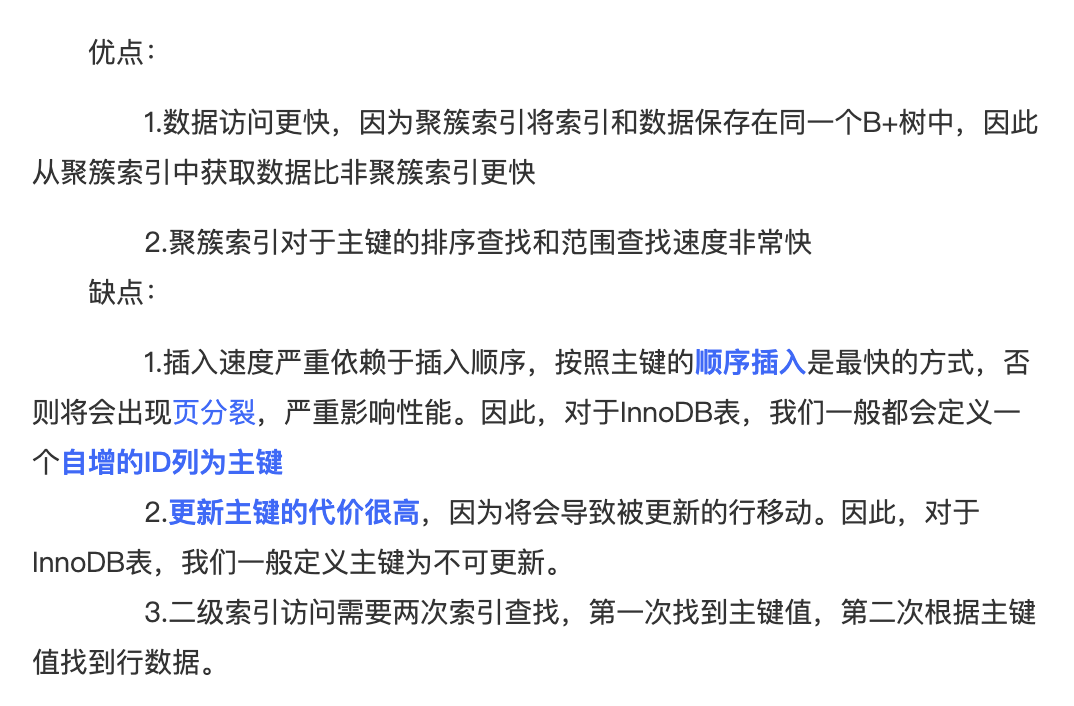 优点：
1.数据访问更快，因为聚簇索引将索引和数据保存在同一个B+树中，因此
从聚簇索引中获取数据比非聚簇索引更快
2.聚簇索引对于主键的排序查找和范围查找速度非常快
缺点：
1.插入速度严重依赖于插入顺序，按照主键的顺序插入是最快的方式，否
则将会出现页分裂，严重影响性能。因此，对于InnoDB表，我们一般都会定义一
个自增的ID列为主键
2.更新主键的代价很高，因为将会导致被更新的行移动。因此，对于
InnoDB表，我们一般定义主键为不可更新。
3.二级索引访问需要两次索引查找，第一次找到主键值，第二次根据主键
值找到行数据。